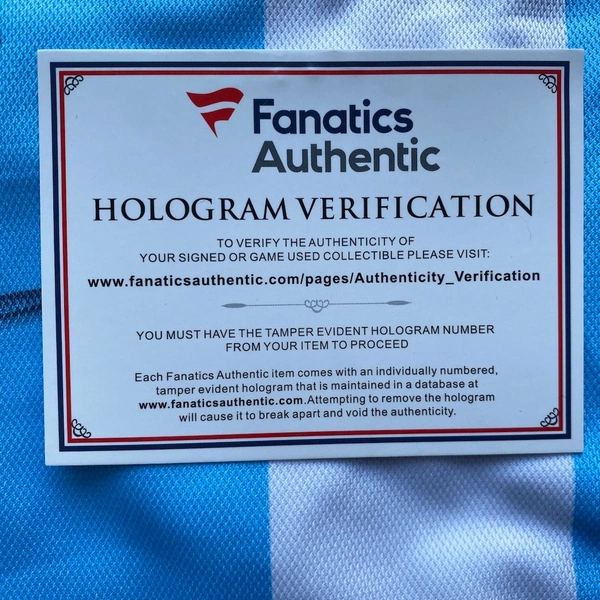 Fanatics
Authentic
HOLOGRAM VERIFICATION
TO VERIFY THE AUTHENTICITY OF
YOUR SIGNED OR GAME USED COLLECTIBLE PLEASE VISIT:
www.fanaticsauthentic.com/pages/Authenticity_Verification
YOU MUST HAVE THE TAMPER EVIDENT HOLOGRAM NUMBER
FROM YOUR ITEM TO PROCEED
Each Fanatics Authentic item comes with an individually numbered,
tamper evident hologram that is maintained in a database at
www.fanaticsauthentic.com.Attempting to remove the hologram
will cause it to break apart and void the authenticity.